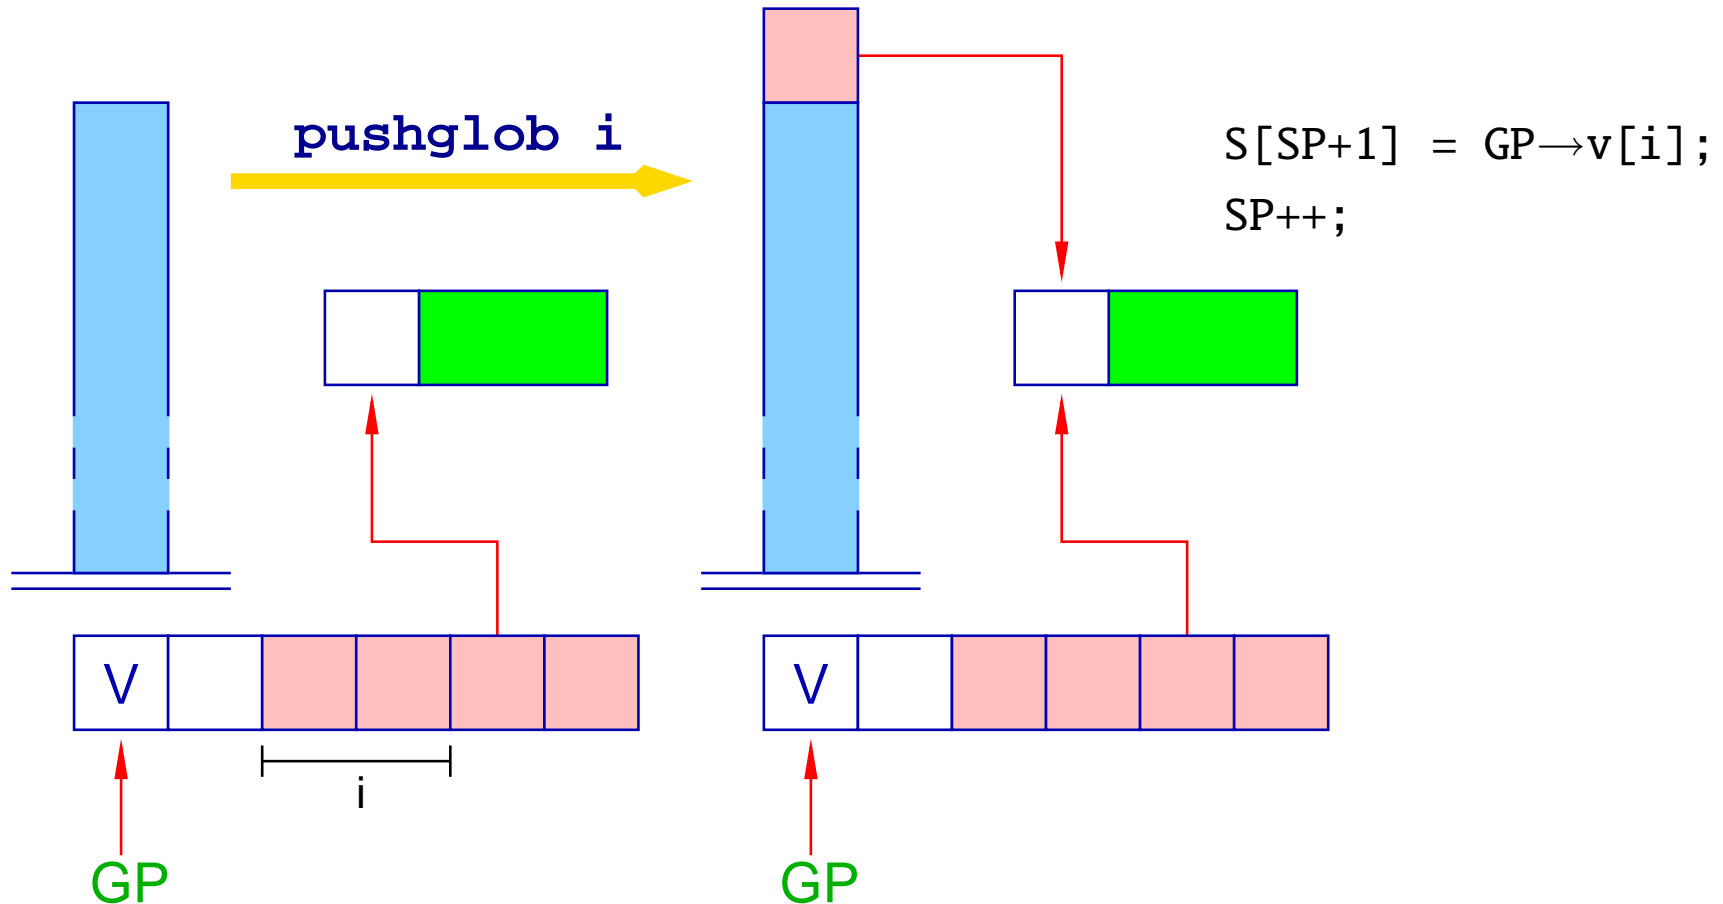 pushglob i
S[SP+1] = GP→v[i];
SP++;
V
V
i
GP
GP